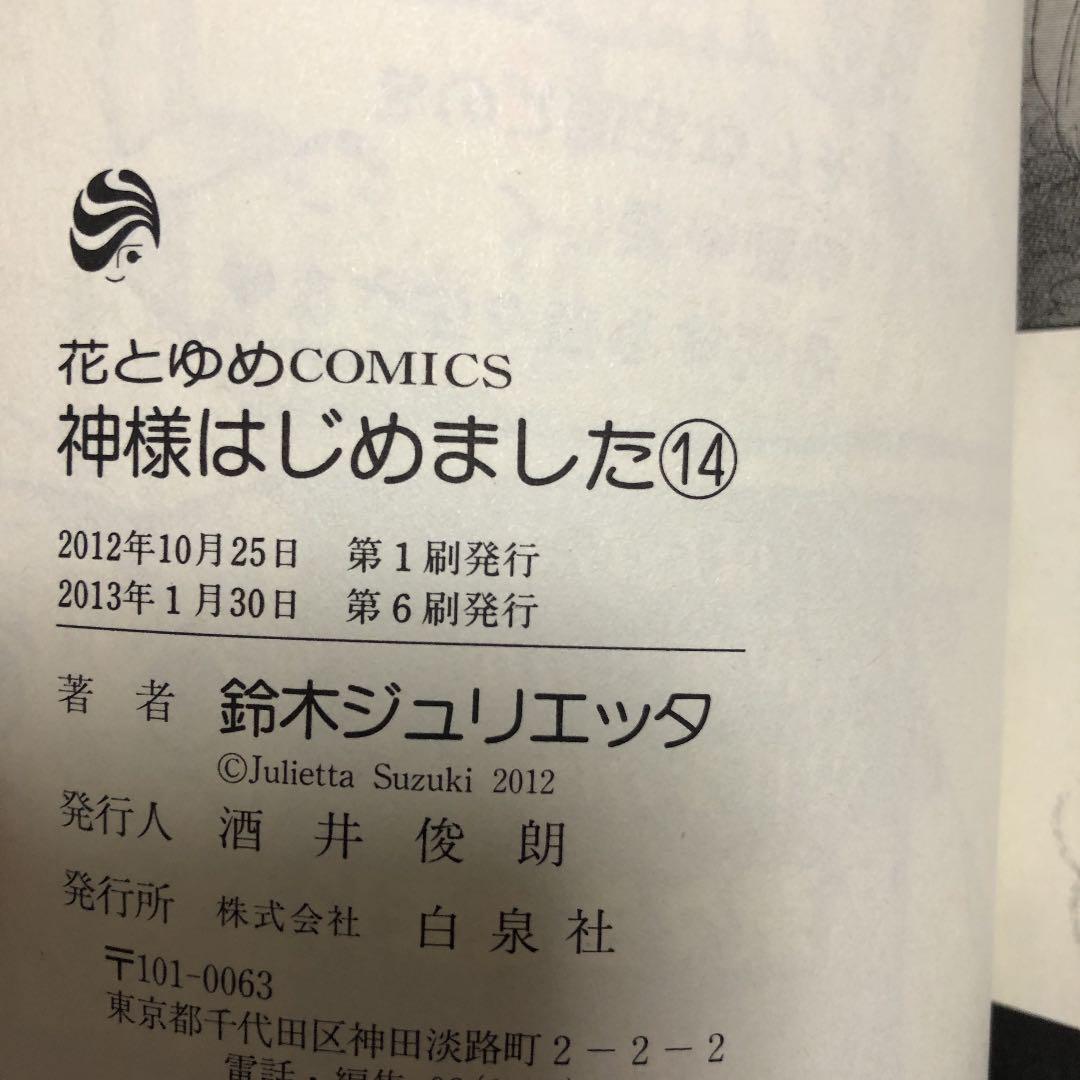 花とゆめCOMICS
神様はじめました⑭
2012年10月25日 第1刷発行
2013年1月30日 第6刷発行
著者 鈴木ジュリエッタ
©Julietta Suzuki 2012
発行人 酒井俊朗
発行所 株式会社 白泉社
〒101-0063
東京都千代田区神田淡路町2-2-2
電話・編集